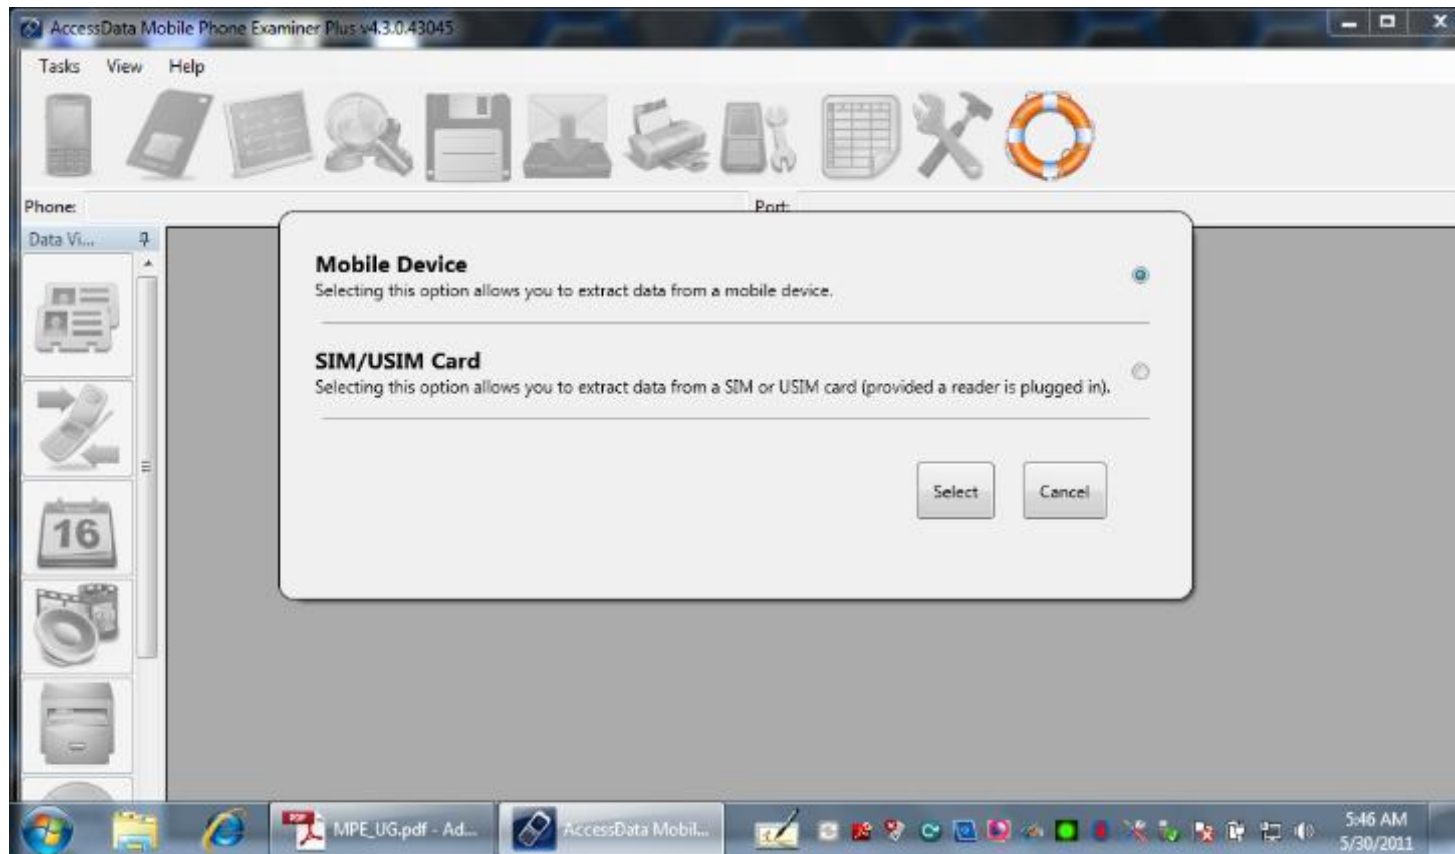 AccessData Mobile Phone Examiner Plus v4.3.0.43045
Tasks View Help
Phone: Port:
Data Vi...
Mobile Device
Selecting this option allows you to extract data from a mobile device.
SIM/USIM Card
Selecting this option allows you to extract data from a SIM or USIM card (provided a reader is plugged in).
Select Cancel
16
MPE_UG.pdf - Ad... AccessData Mobil... 5:46 AM
5/30/2011